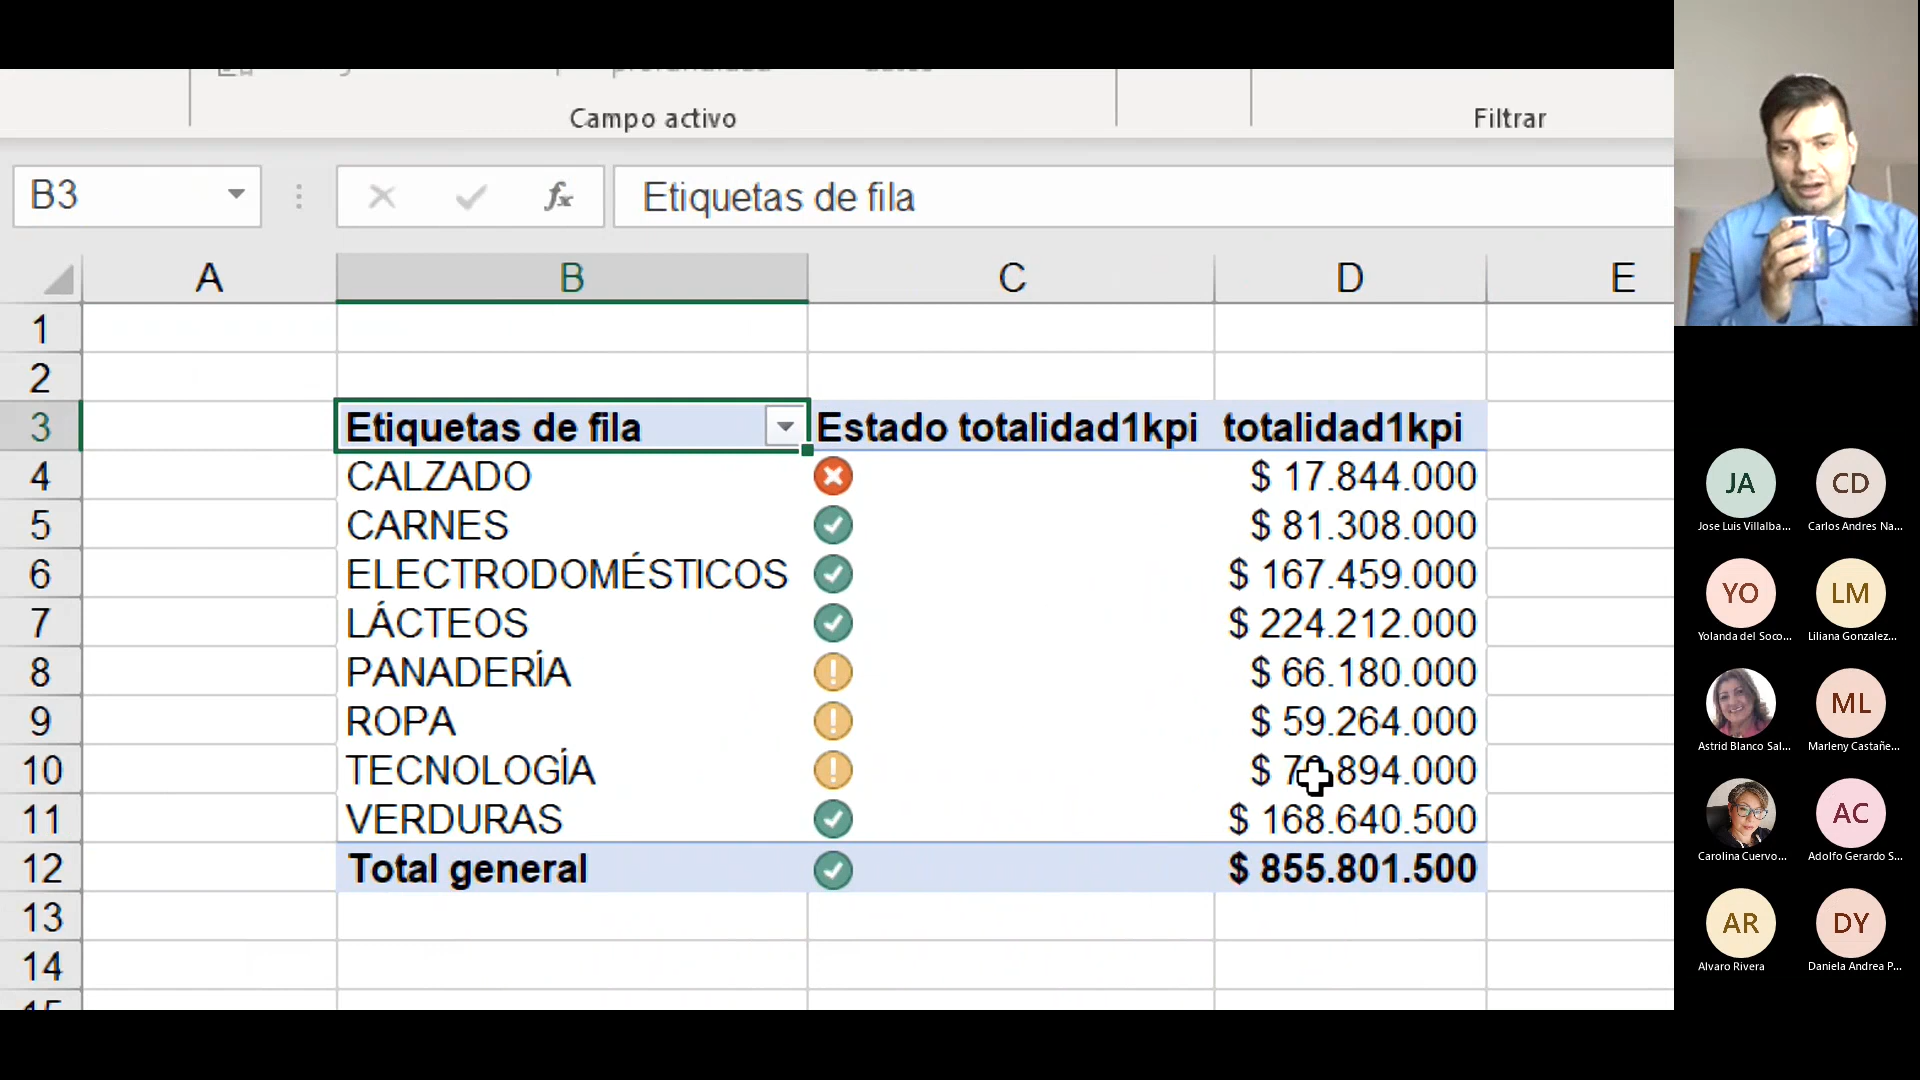 Campo activo
Filtrar
B3
fx
Etiquetas de fila
A B C D E
1
2
3 Etiquetas de fila Estado totalidad1kpi totalidad1kpi
4 CALZADO $ 17.844.000
5 CARNES $ 81.308.000
6 ELECTRODOMÉSTICOS $ 167.459.000
7 LÁCTEOS $ 224.212.000
8 PANADERÍA $ 66.180.000
9 ROPA $ 59.264.000
10 TECNOLOGÍA
11 VERDURAS $ 168.640.500
12 Total general $ 855.801.500
13
14
JA CD
Jose Luis Villalba... Carlos Andres Na...
YO LM
Yolanda del Soco... Liliana Gonzalez...
ML
Astrid Blanco Sal... Marleny Castañe...
AC
Carolina Cuervo... Adolfo Gerardo S...
AR DY
Alvaro Rivera Daniela Andrea P...